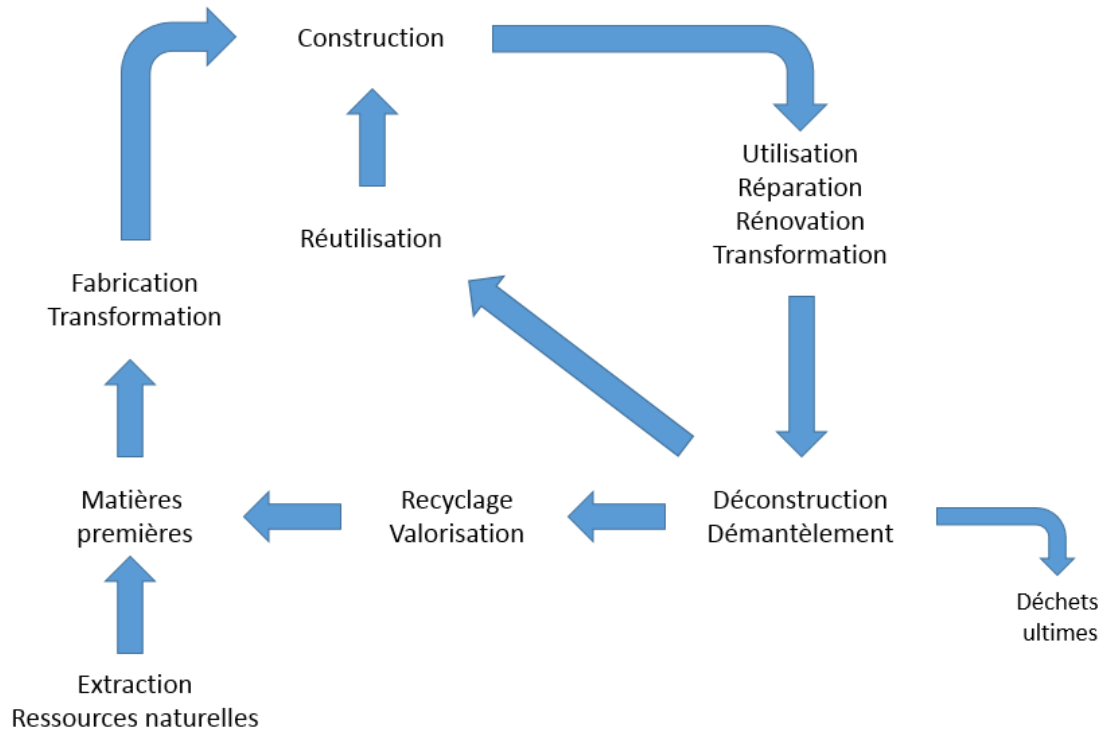 Construction
Utilisation
Réparation
Rénovation
Transformation
Réutilisation
Fabrication
Transformation
Matières
premières
Recyclage
Valorisation
Déconstruction
Démantèlement
Déchets
ultimes
Extraction
Ressources naturelles